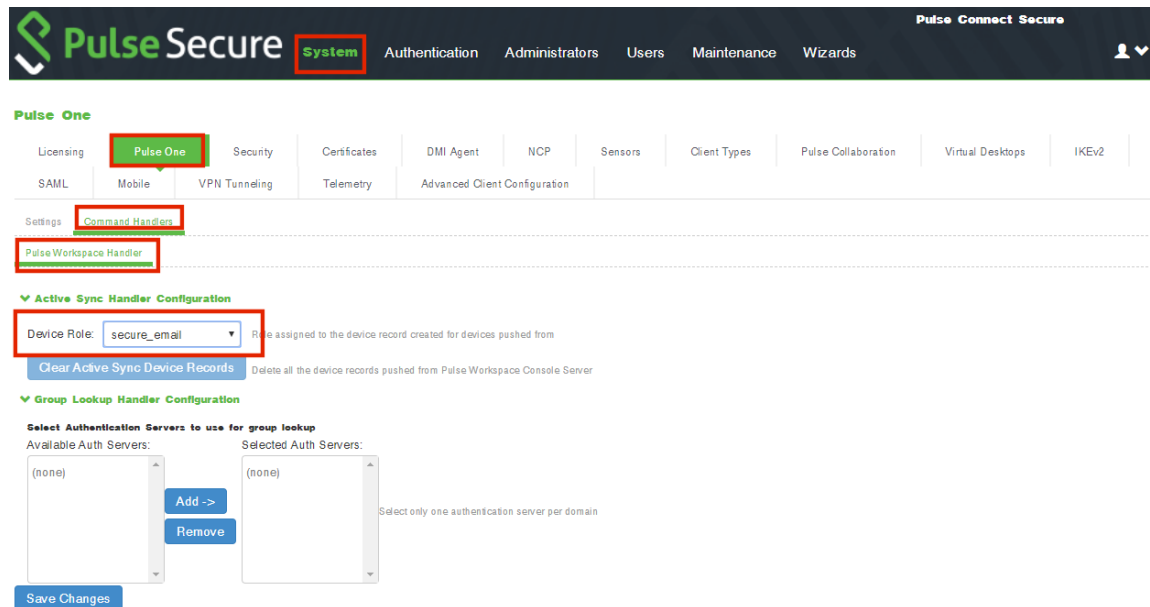 Pulse Connect Secure
Pulse Secure
System Authentication Administrators Users Maintenance Wizards
Pulse One
Licensing Pulse One Security Certificates DMI Agent NCP Sensors Client Types Pulse Collaboration Virtual Desktops IKEv2
SAML Mobile VPN Tunneling Telemetry Advanced Client Configuration
Settings Command Handlers
Pulse Workspace Handler
Active Sync Handler Configuration
Device Role: secure_email Role assigned to the device record created for devices pushed from
Clear Active Sync Device Records Delete all the device records pushed from Pulse Workspace Console Server
Group Lookup Handler Configuration
Select Authentication Servers to use for group lookup
Available Auth Servers: Selected Auth Servers:
(none) (none)
Add ->
Select only one authentication server per domain
Remove
Save Changes